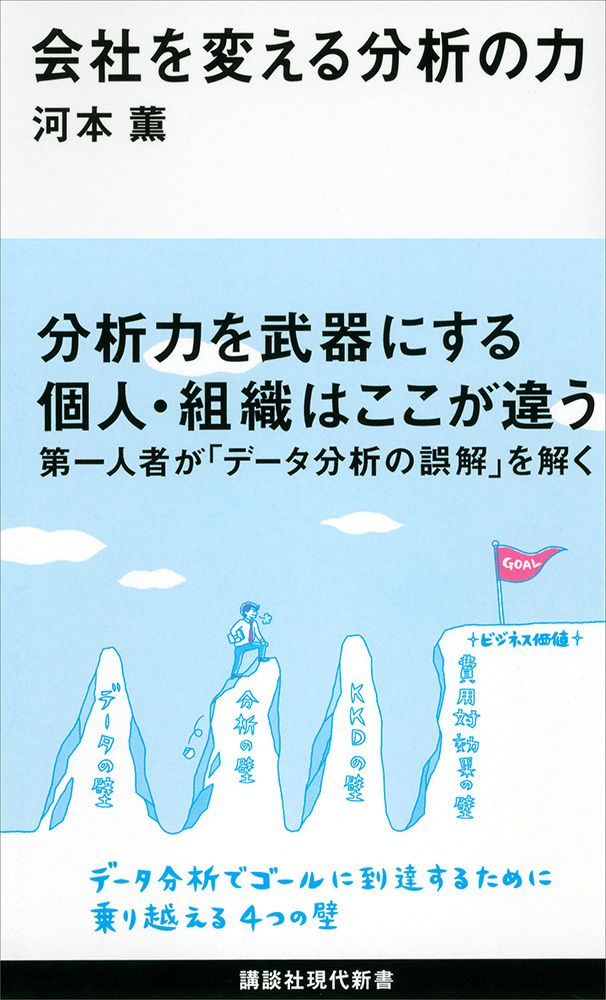 会社を変える分析の力
河本 薫
分析力を武器にする
個人・組織はここが違う
第一人者が「データ分析の誤解」を解く
GOAL
ビジネス価値
データの壁
分析の壁
KKDの壁
費用対効果の壁
データ分析でゴールに到達するために
乗り越える4つの壁
講談社現代新書